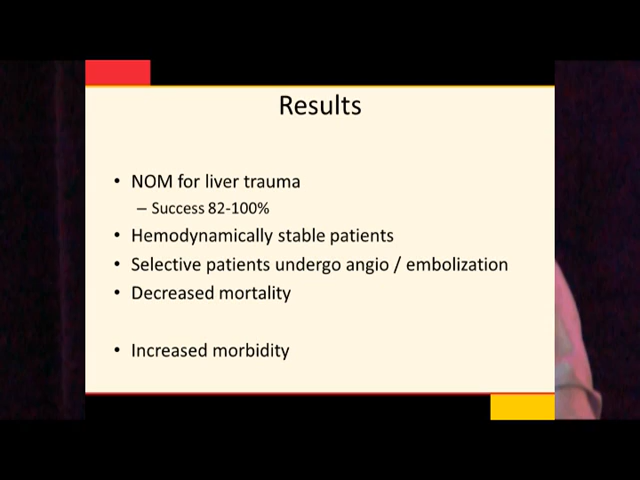 Results
• NOM for liver trauma
– Success 82-100%
• Hemodynamically stable patients
• Selective patients undergo angio / embolization
• Decreased mortality
• Increased morbidity